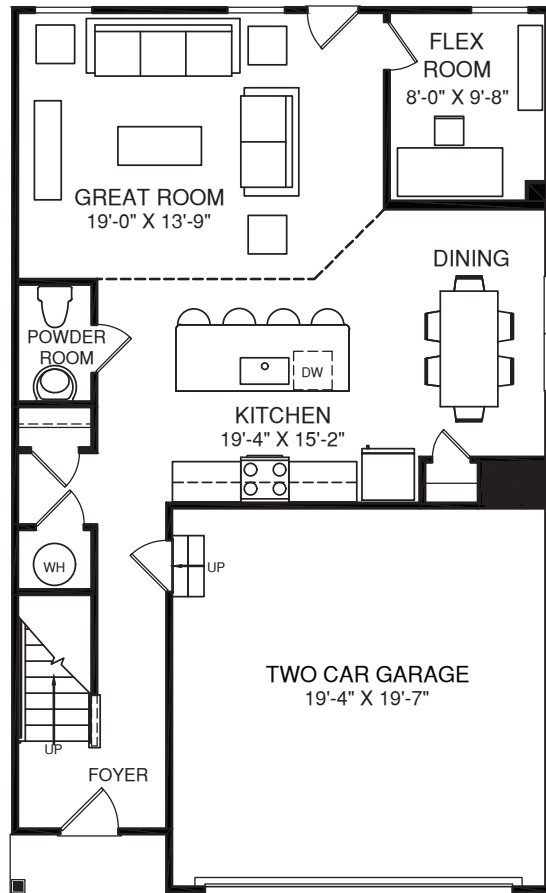 FLEX
ROOM
8'-0" X 9'-8"
GREAT ROOM
19'-0" X 13'-9"
DINING
POWDER
ROOM
DW
KITCHEN
19'-4" X 15'-2"
WH
UP
TWO CAR GARAGE
19'-4" X 19'-7"
UP
FOYER